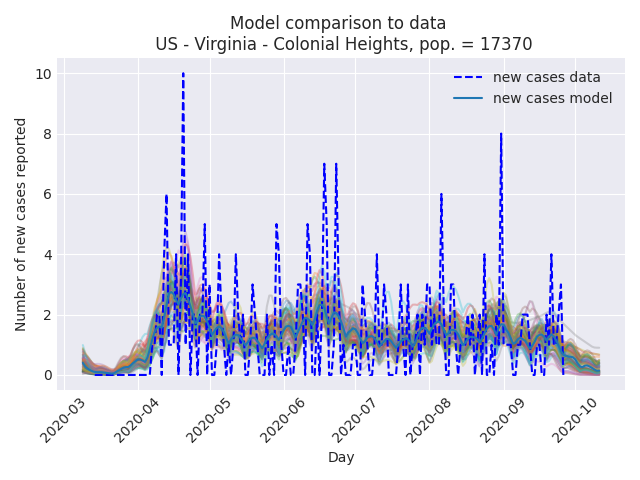 Model comparison to data
US - Virginia - Colonial Heights, pop. = 17370
new cases data
new cases model
Number of new cases reported
10
8
6
4
2
0
2020-03
2020-04
2020-05
2020-06
2020-07
2020-08
2020-09
2020-10
Day